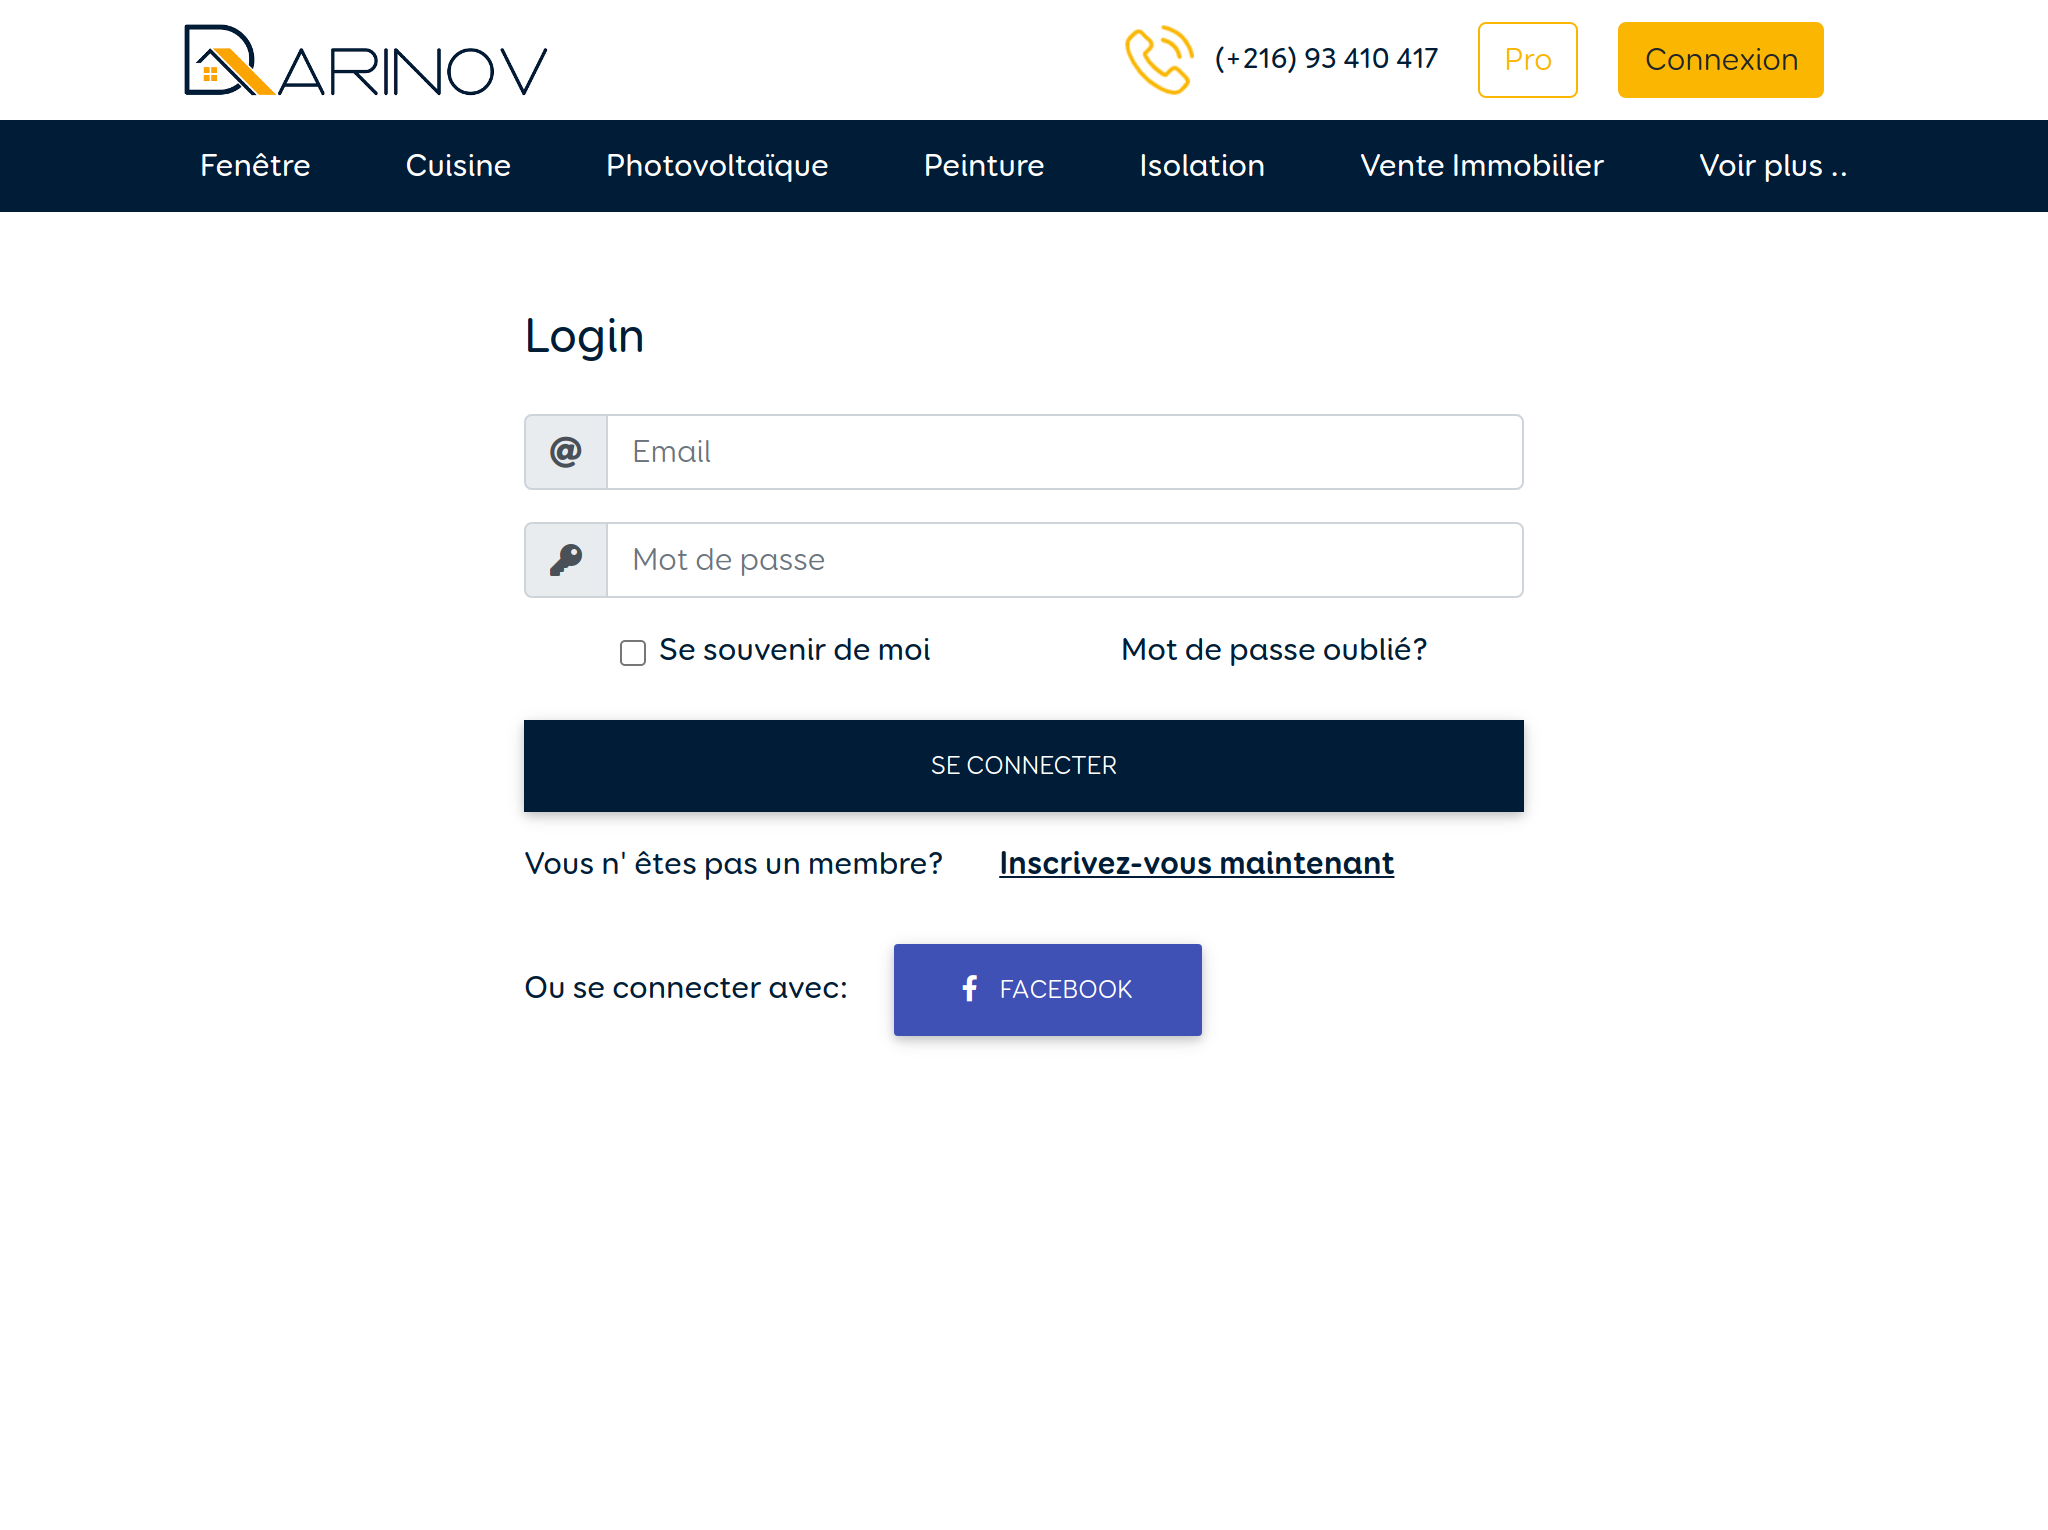 DARINOV
(+216) 93 410 417
Pro
Connexion
Fenêtre
Cuisine
Photovoltaïque
Peinture
Isolation
Vente Immobilier
Voir plus ..
Login
@
Email
Mot de passe
Se souvenir de moi
Mot de passe oublié?
SE CONNECTER
Vous n' êtes pas un membre?
Inscrivez-vous maintenant
Ou se connecter avec:
FACEBOOK